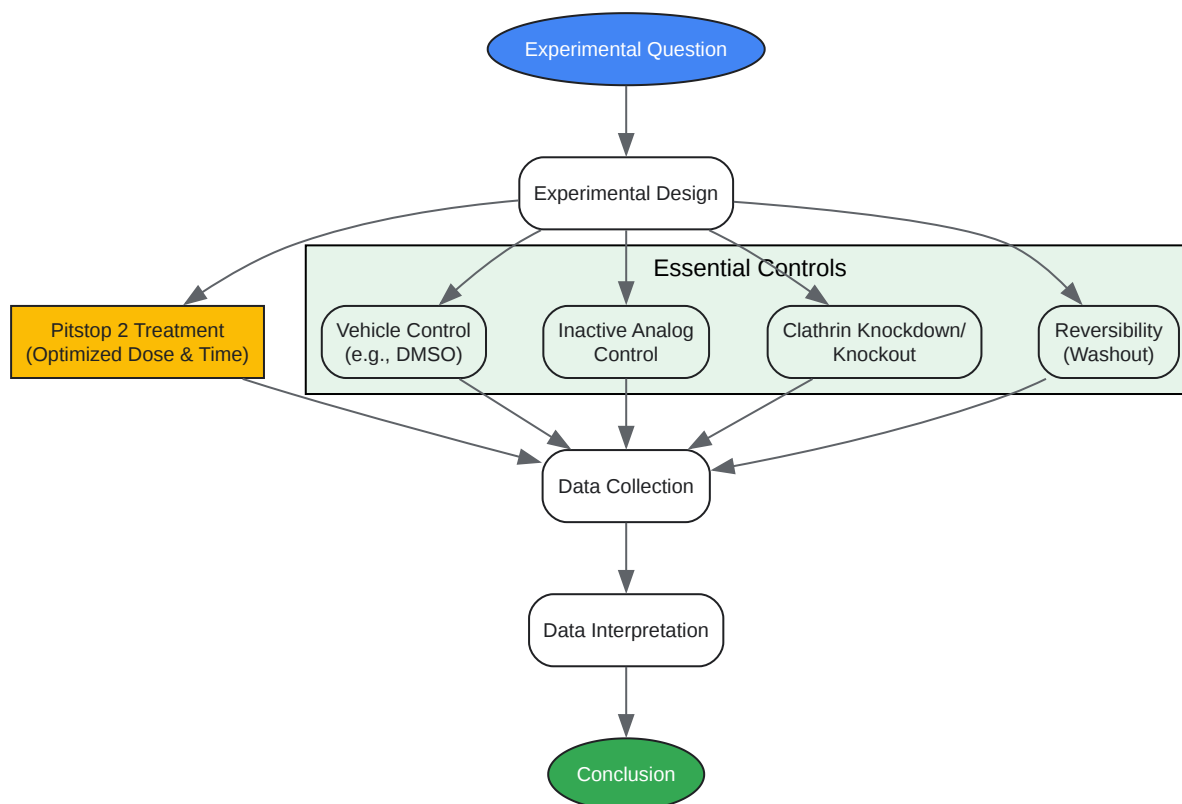 Experimental Question
Experimental Design
Essential Controls
Pitstop 2 Treatment
(Optimized Dose & Time)
Vehicle Control
(e.g., DMSO)
Inactive Analog
Control
Clathrin Knockdown/
Knockout
Reversibility
(Washout)
Data Collection
Data Interpretation
Conclusion